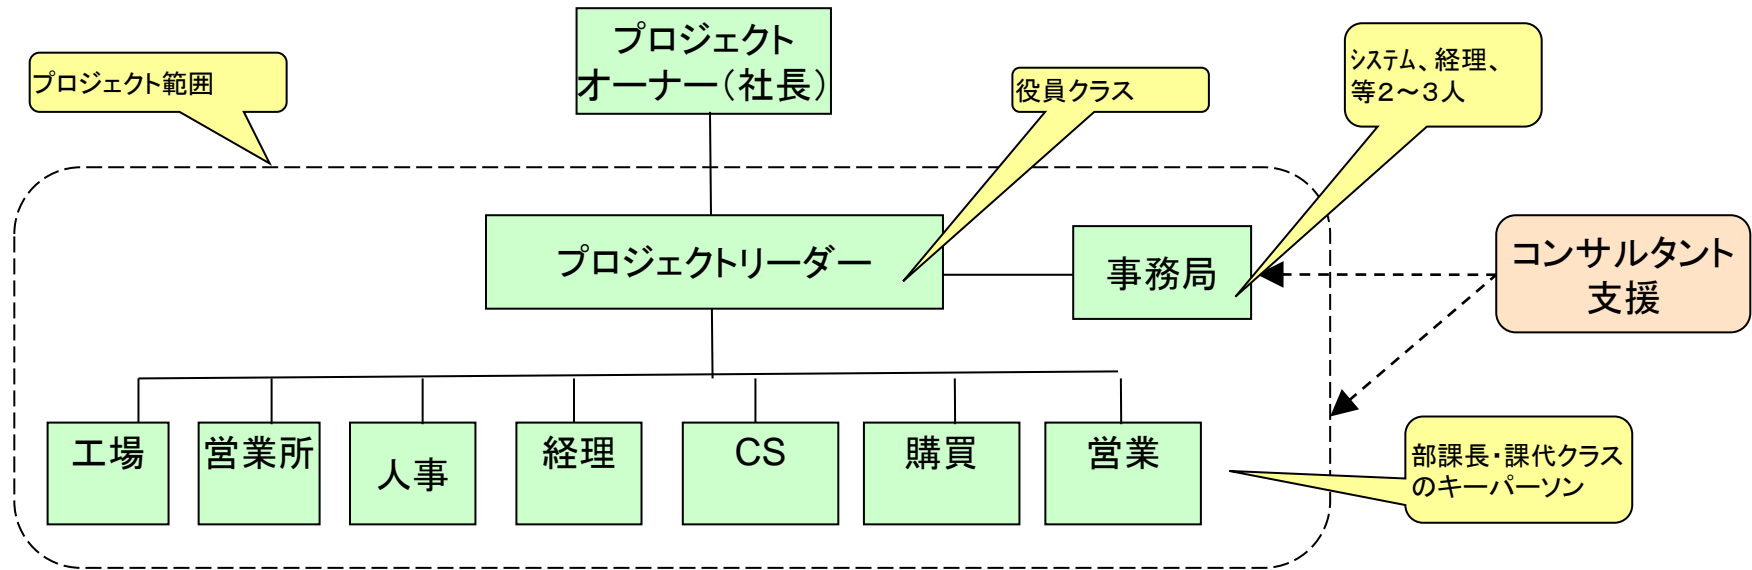 プロジェクト
オーナー(社長)
プロジェクト範囲
役員クラス
ｼｽﾃﾑ、経理、
等２～３人
プロジェクトリーダー
事務局
コンサルタント
支援
工場
営業所
人事
経理
CS
購買
営業
部課長・課代クラス
のキーパーソン